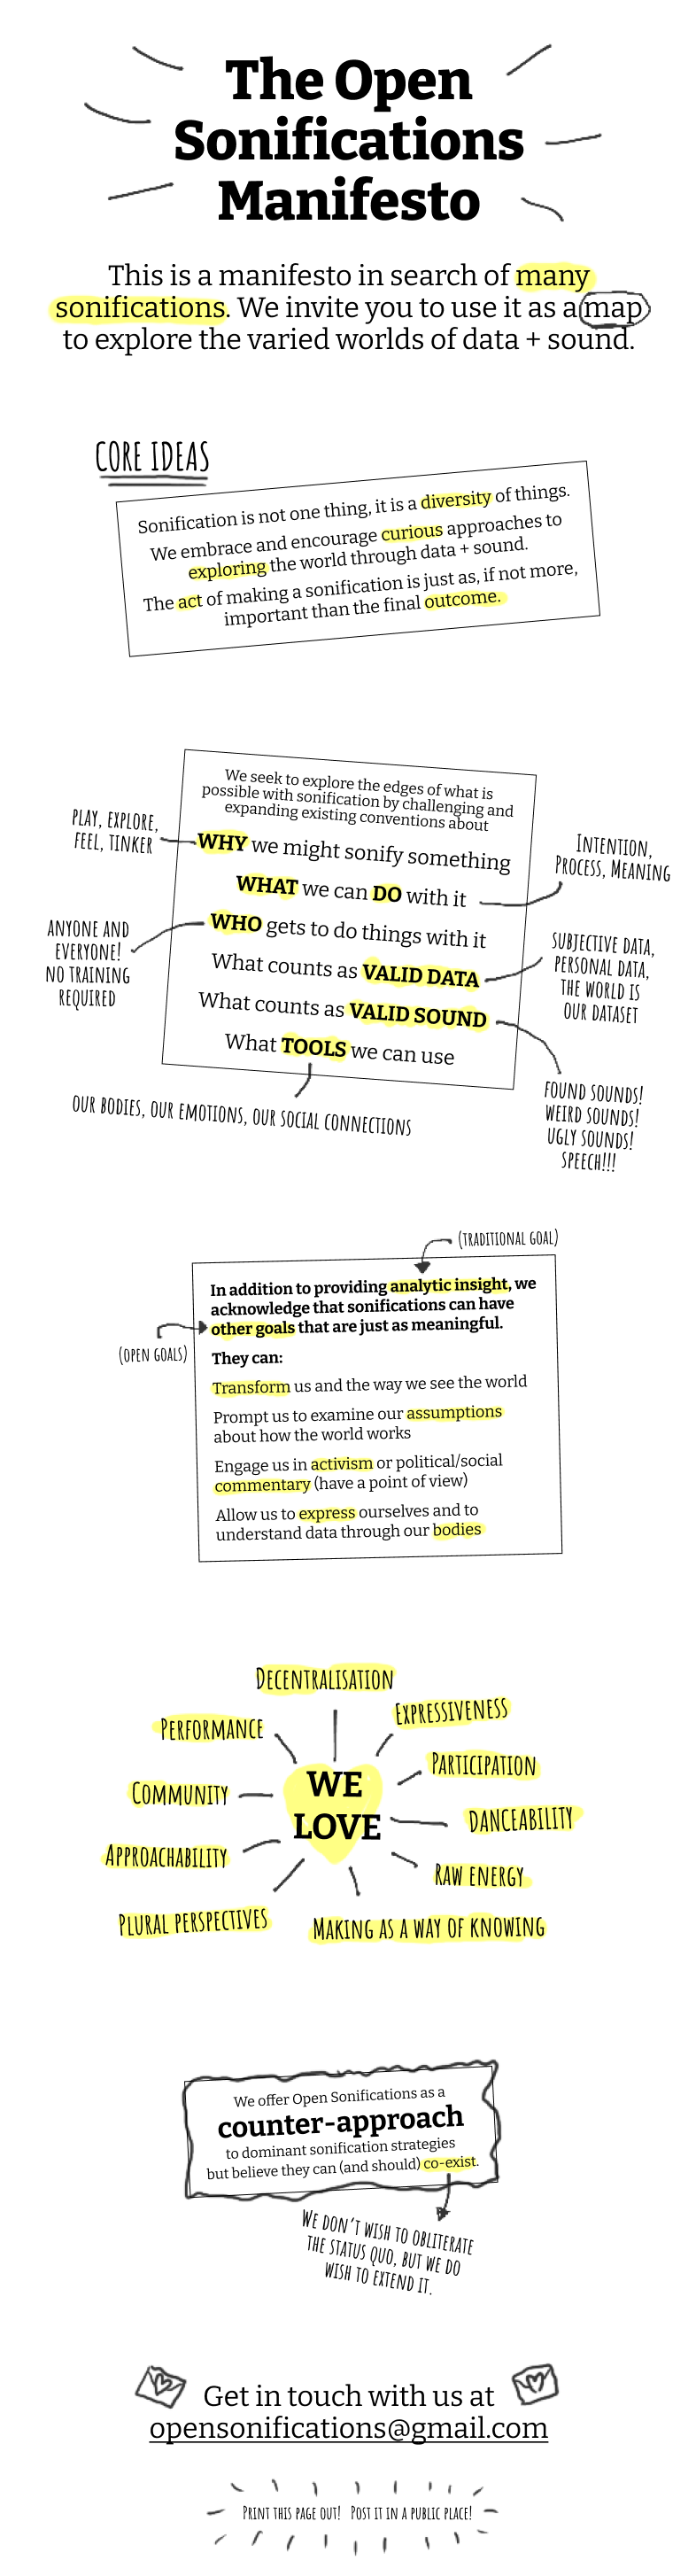 The Open
Sonifications
Manifesto
This is a manifesto in search of many
sonifications. We invite you to use it as a map
to explore the varied worlds of data + sound.
CORE IDEAS
Sonification is not one thing, it is a diversity of things.
We embrace and encourage curious approaches to
exploring the world through data + sound.
The act of making a sonification is just as, if not more,
important than the final outcome.
We seek to explore the edges of what is
possible with sonification by challenging and
expanding existing conventions about
PLAY, EXPLORE,
FEEL, TINKER
WHY we might sonify something
WHAT we can DO with it
INTENTION,
PROCESS, MEANING
WHO gets to do things with it
ANYONE AND
EVERYONE!
NO TRAINING
REQUIRED
What counts as VALID DATA
SUBJECTIVE DATA,
PERSONAL DATA,
THE WORLD IS
OUR DATASET
What counts as VALID SOUND
FOUND SOUNDS!
WEIRD SOUNDS!
UGLY SOUNDS!
SPEECH!!!
What TOOLS we can use
OUR BODIES, OUR EMOTIONS, OUR SOCIAL CONNECTIONS
(TRADITIONAL GOAL)
In addition to providing analytic insight, we
acknowledge that sonifications can have
other goals that are just as meaningful.
(OPEN GOALS)
They can:
Transform us and the way we see the world
Prompt us to examine our assumptions
about how the world works
Engage us in activism or political/social
commentary (have a point of view)
Allow us to express ourselves and to
understand data through our bodies
DECENTRALISATION
EXPRESSIVENESS
PERFORMANCE
PARTICIPATION
WE
LOVE
COMMUNITY
DANCEABILITY
APPROACHABILITY
RAW ENERGY
PLURAL PERSPECTIVES
MAKING AS A WAY OF KNOWING
We offer Open Sonifications as a
counter-approach
to dominant sonification strategies
but believe they can (and should) co-exist.
WE DON'T WISH TO OBLITERATE
THE STATUS QUO, BUT WE DO
WISH TO EXTEND IT.
Get in touch with us at
opensonifications@gmail.com
PRINT THIS PAGE OUT! POST IT IN A PUBLIC PLACE!